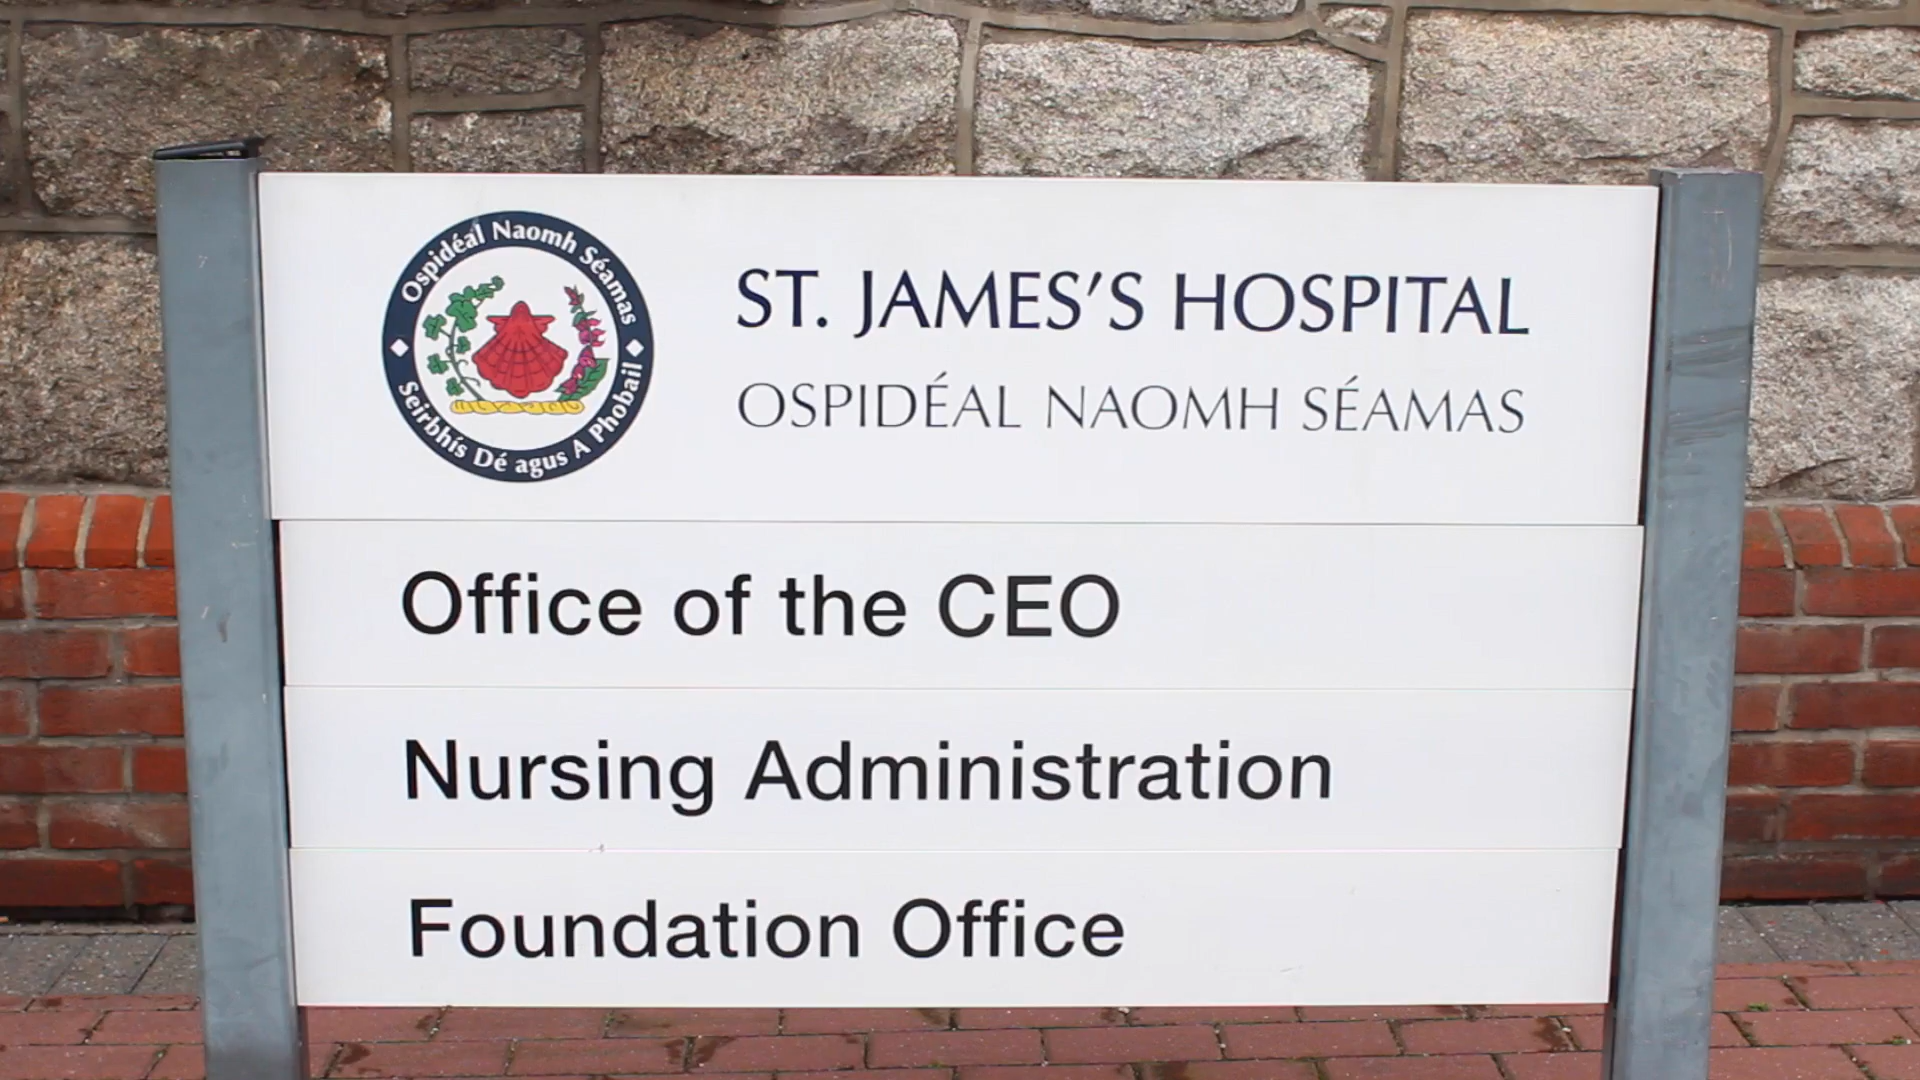 Ospidéal Naomh Séamas
Seirbhís Dé agus A Phobail
ST. JAMES'S HOSPITAL
OSPIDÉAL NAOMH SÉAMAS
Office of the CEO
Nursing Administration
Foundation Office